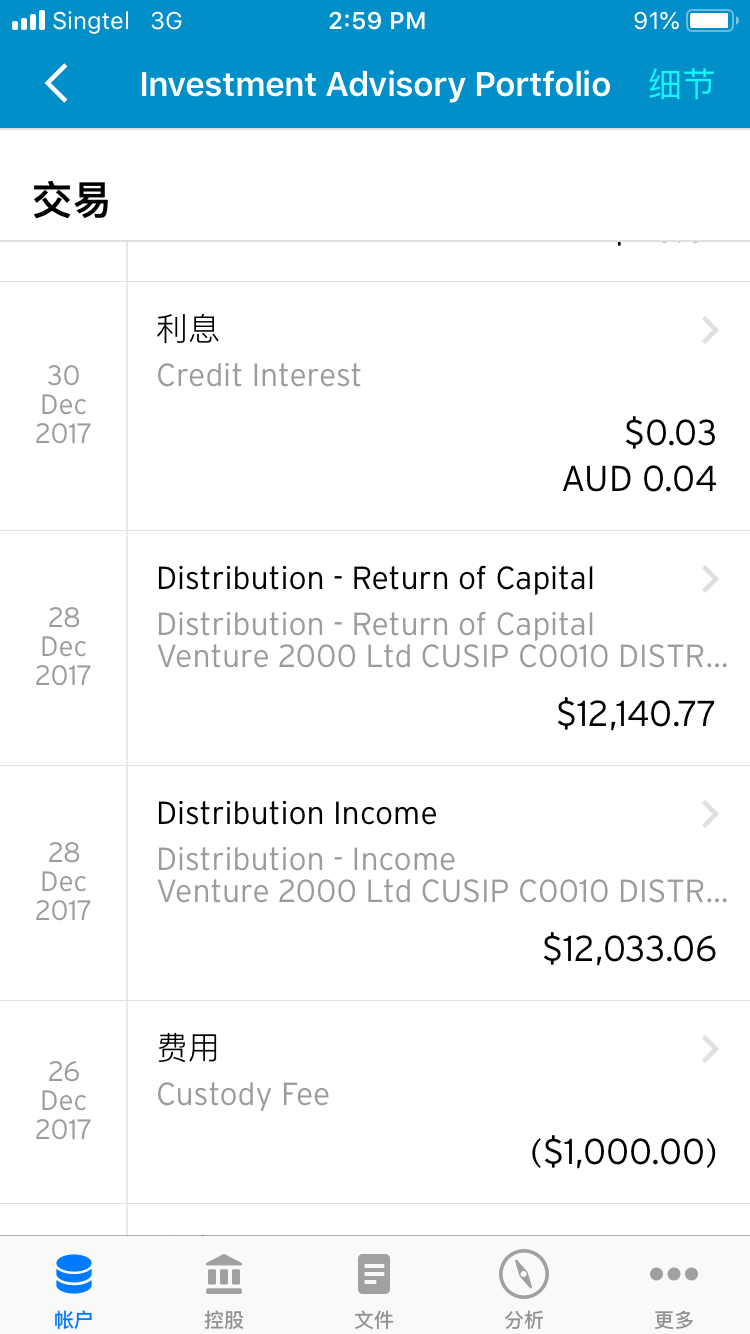 Singtel 3G 2:59 PM 91%
Investment Advisory Portfolio 细节
交易
30
Dec
2017
利息
Credit Interest
$0.03
AUD 0.04
28
Dec
2017
Distribution - Return of Capital
Distribution - Return of Capital
Venture 2000 Ltd CUSIP C0010 DISTR...
$12,140.77
28
Dec
2017
Distribution Income
Distribution - Income
Venture 2000 Ltd CUSIP C0010 DISTR...
$12,033.06
26
Dec
2017
费用
Custody Fee
($1,000.00)
帐户 控股 文件 分析 更多